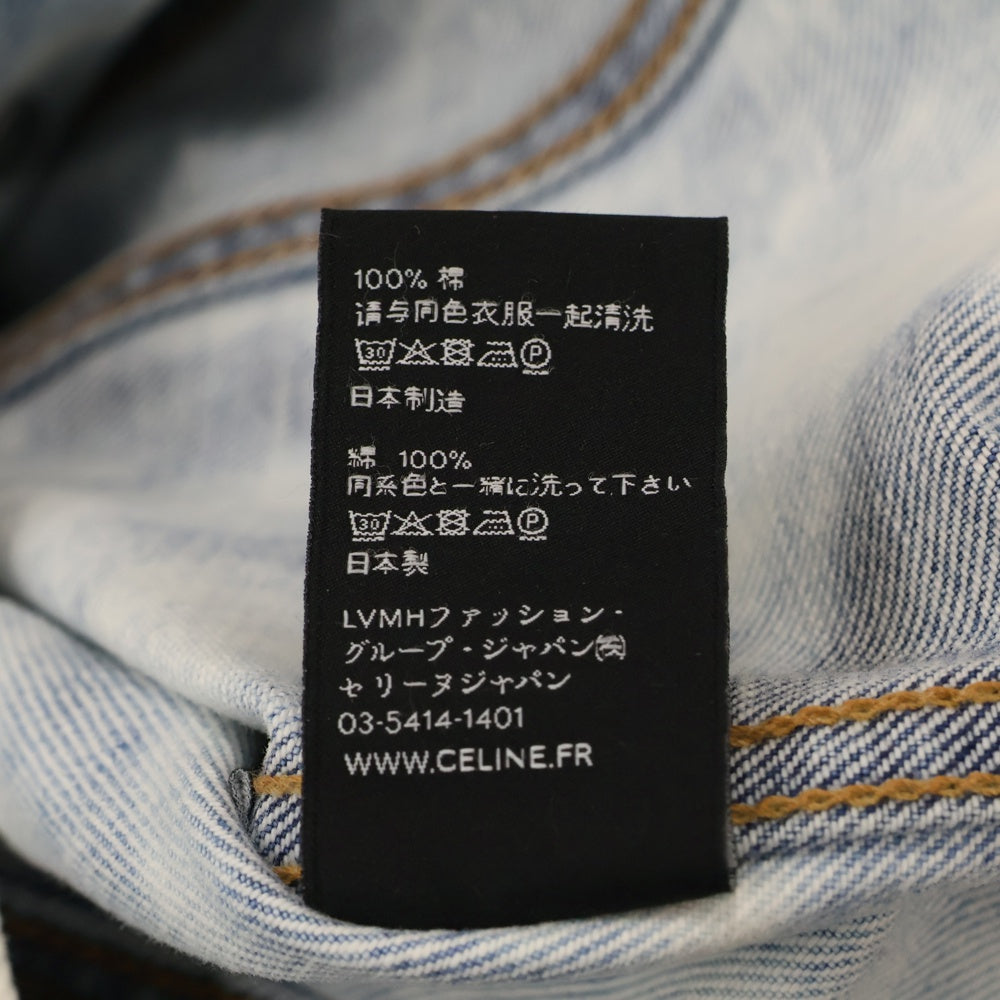 100% 棉
请与同色衣服一起清洗
30 P
日本制造
綿 100%
同系色と一緒に洗って下さい
30 P
日本製
LVMHファッション・
グループ・ジャパン㈱
セリーヌジャパン
03-5414-1401
WWW.CELINE.FR